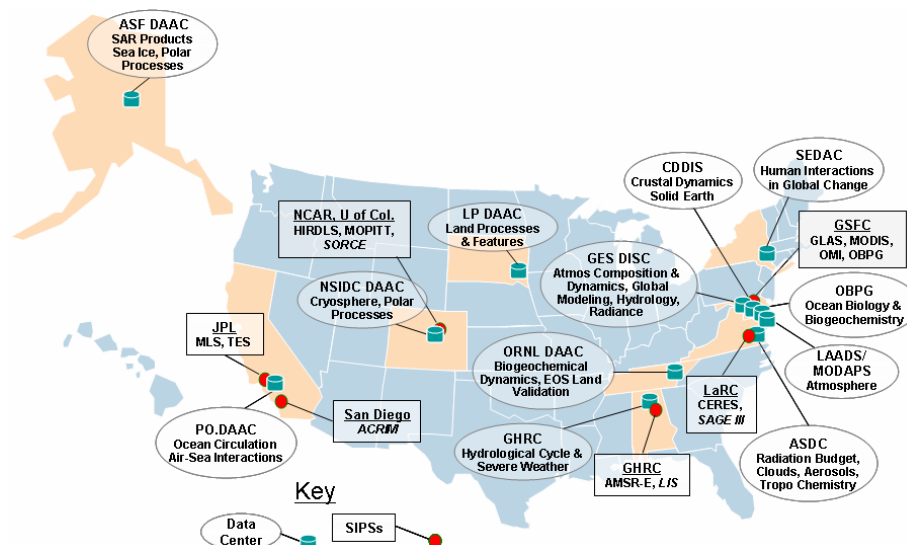 ASF DAAC
SAR Products
Sea Ice, Polar
Processes
SEDAC
Human Interactions
in Global Change
CDDIS
Crustal Dynamics
Solid Earth
NCAR, U of Col.
HIRDLS, MOPITT,
SORCE
LP DAAC
Land Processes
& Features
GSFC
GLAS, MODIS,
OMI, OBPG
GES DISC
Atmos Composition &
Dynamics, Global
Modeling, Hydrology,
Radiance
NSIDC DAAC
Cryosphere, Polar
Processes
OBPG
Ocean Biology &
Biogeochemistry
JPL
MLS, TES
ORNL DAAC
Biogeochemical
Dynamics, EOS Land
Validation
LAADS/
MODAPS
Atmosphere
LaRC
CERES,
SAGE III
San Diego
ACRIM
PO.DAAC
Ocean Circulation
Air-Sea Interactions
GHRC
Hydrological Cycle &
Severe Weather
GHRC
AMSR-E, LIS
ASDC
Radiation Budget,
Clouds, Aerosols,
Tropo Chemistry
Key
Data
Center
SIPSs